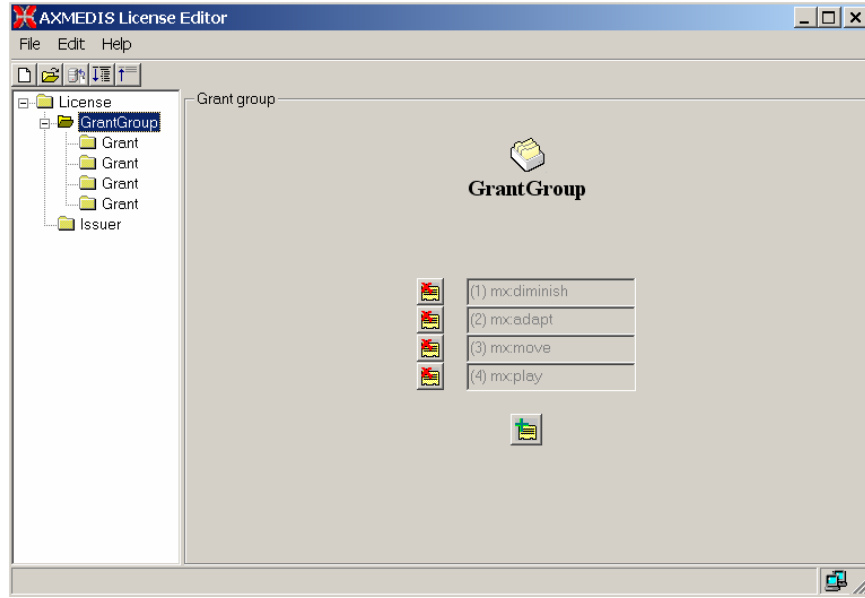 AXMEDIS License Editor
File Edit Help
License
GrantGroup
Grant
Grant
Grant
Grant
Issuer
Grant group
GrantGroup
(1) mx:diminish
(2) mx:adapt
(3) mx:move
(4) mx:play